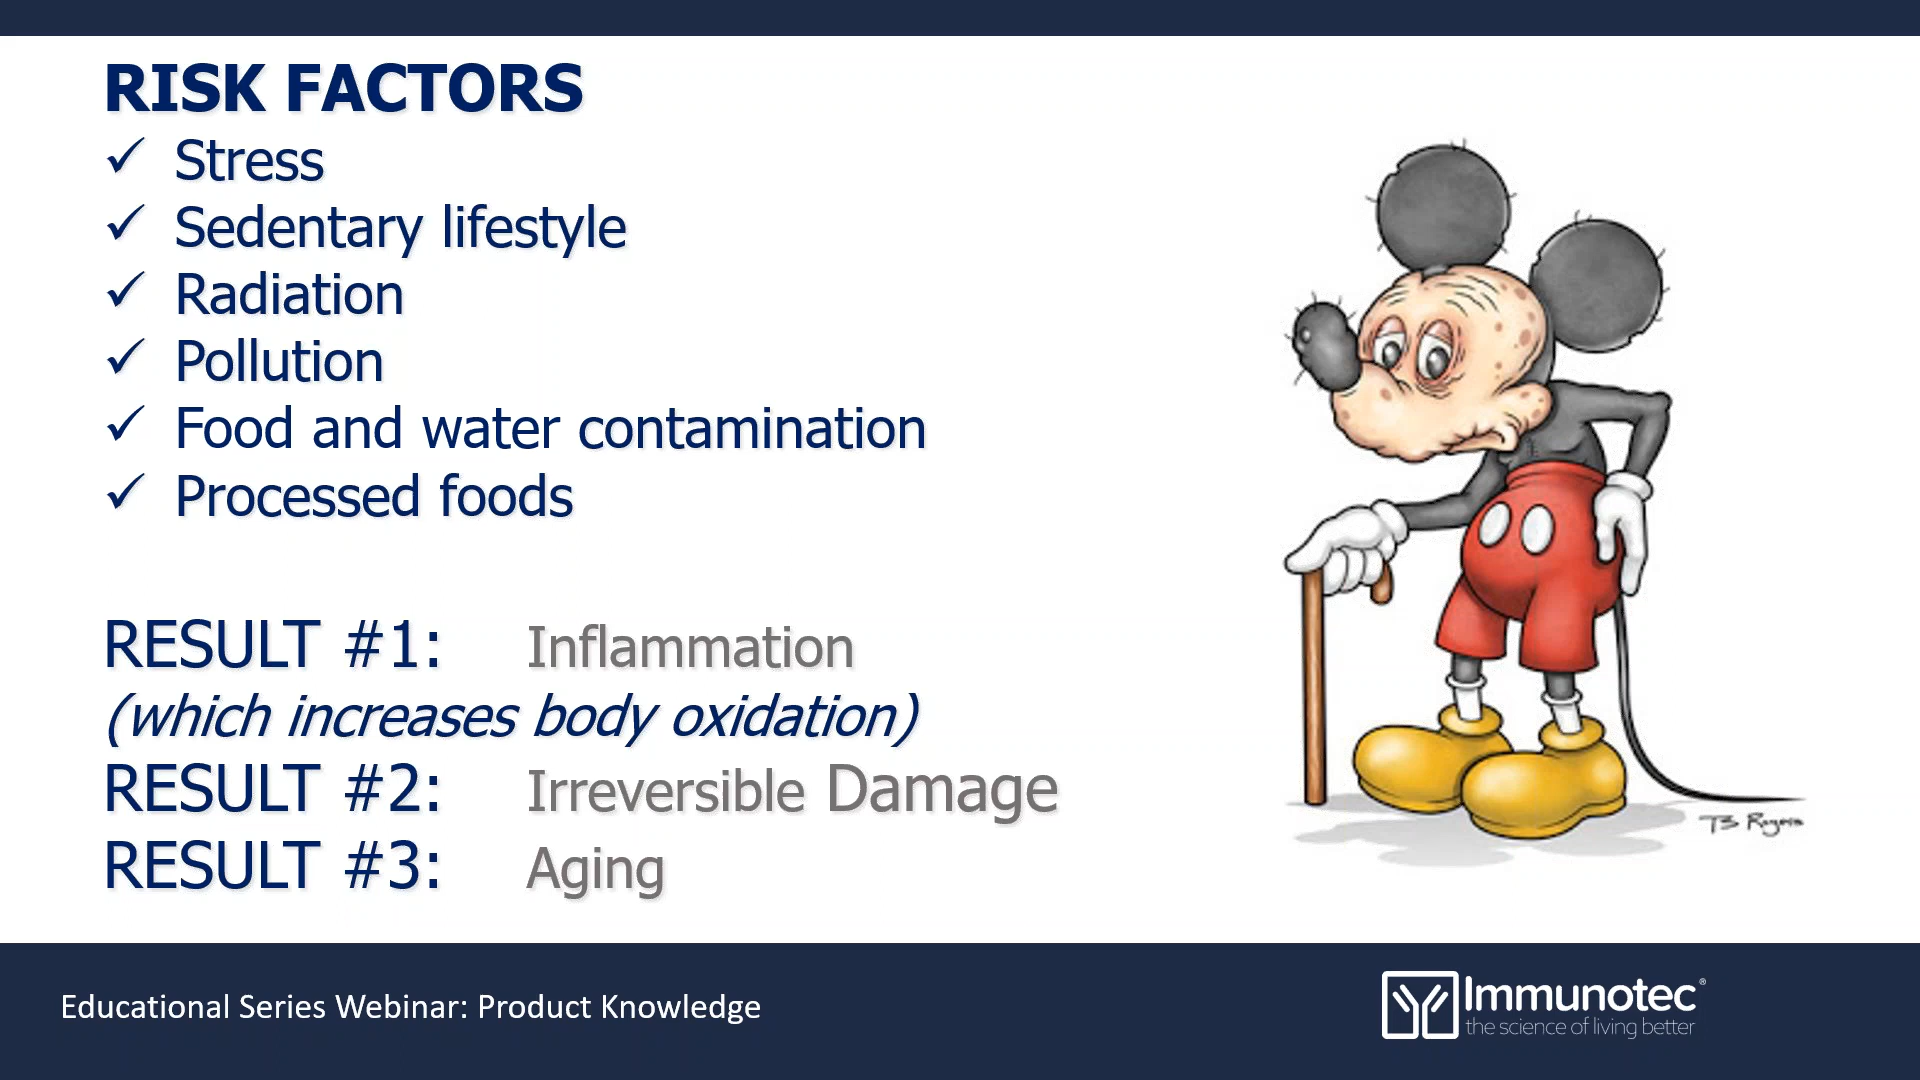 RISK FACTORS
✓ Stress
✓ Sedentary lifestyle
✓ Radiation
✓ Pollution
✓ Food and water contamination
✓ Processed foods
RESULT #1: Inflammation
(which increases body oxidation)
RESULT #2: Irreversible Damage
RESULT #3: Aging
TB Rogers
Educational Series Webinar: Product Knowledge
Immunotec®
the science of living better